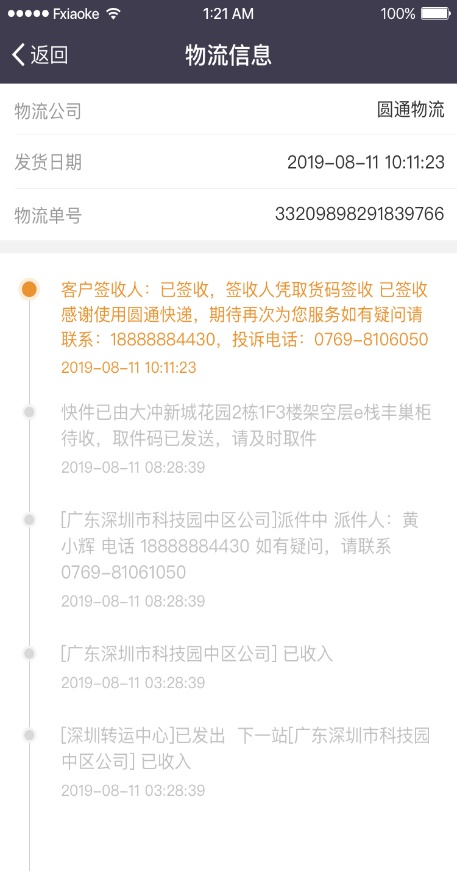 Fxiaoke 1:21 AM 100%
返回 物流信息
物流公司 圆通物流
发货日期 2019-08-11 10:11:23
物流单号 33209898291839766
客户签收人：已签收，签收人凭取货码签收 已签收
感谢使用圆通快递，期待再次为您服务如有疑问请
联系：18888884430，投诉电话：0769-8106050
2019-08-11 10:11:23
快件已由大冲新城花园2栋1F3楼架空层e栈丰巢柜
待收，取件码已发送，请及时取件
2019-08-11 08:28:39
[广东深圳市科技园中区公司]派件中 派件人：黄
小辉 电话 18888884430 如有疑问，请联系
0769-81061050
2019-08-11 08:28:39
[广东深圳市科技园中区公司] 已收入
2019-08-11 03:28:39
[深圳转运中心]已发出 下一站[广东深圳市科技园
中区公司] 已收入
2019-08-11 03:28:39